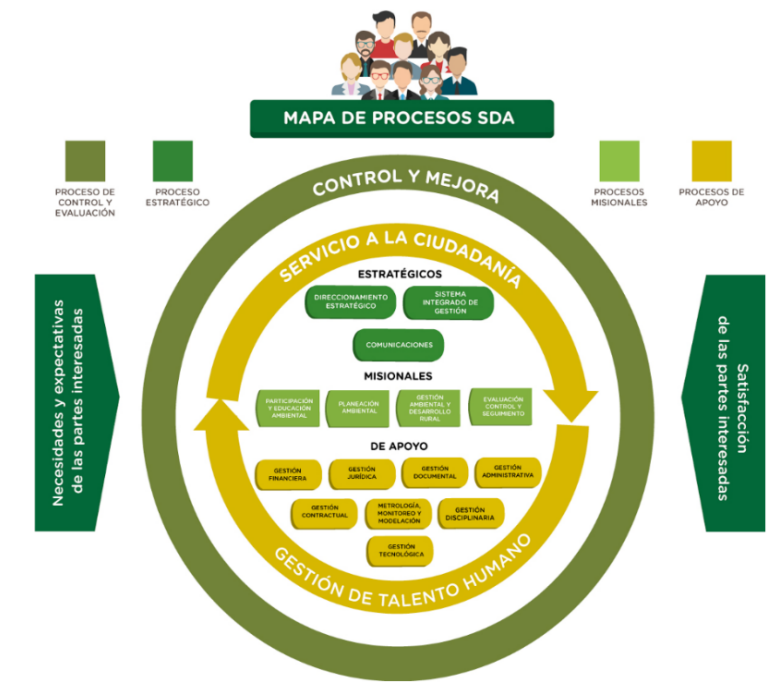 MAPA DE PROCESOS SDA
PROCESO DE
CONTROL Y
EVALUACIÓN
PROCESO
ESTRATÉGICO
PROCESOS
MISIONALES
PROCESOS DE
APOYO
CONTROL Y MEJORA
SERVICIO A LA CIUDADANÍA
ESTRATÉGICOS
DIRECCIONAMIENTO
ESTRATÉGICO
SISTEMA
INTEGRADO DE
GESTIÓN
COMUNICACIONES
MISIONALES
PARTICIPACIÓN
Y EDUCACIÓN
AMBIENTAL
PLANEACIÓN
AMBIENTAL
GESTIÓN
AMBIENTAL Y
DESARROLLO
RURAL
EVALUACIÓN
CONTROL Y
SEGUIMIENTO
DE APOYO
GESTIÓN
FINANCIERA
GESTIÓN
JURÍDICA
GESTIÓN
DOCUMENTAL
GESTIÓN
ADMINISTRATIVA
GESTIÓN
CONTRACTUAL
METROLOGÍA,
MONITOREO Y
MODELACIÓN
GESTIÓN
DISCIPLINARIA
GESTIÓN
TECNOLÓGICA
GESTIÓN DE TALENTO HUMANO
Necesidades y expectativas
de las partes interesadas
Satisfacción
de las partes interesadas